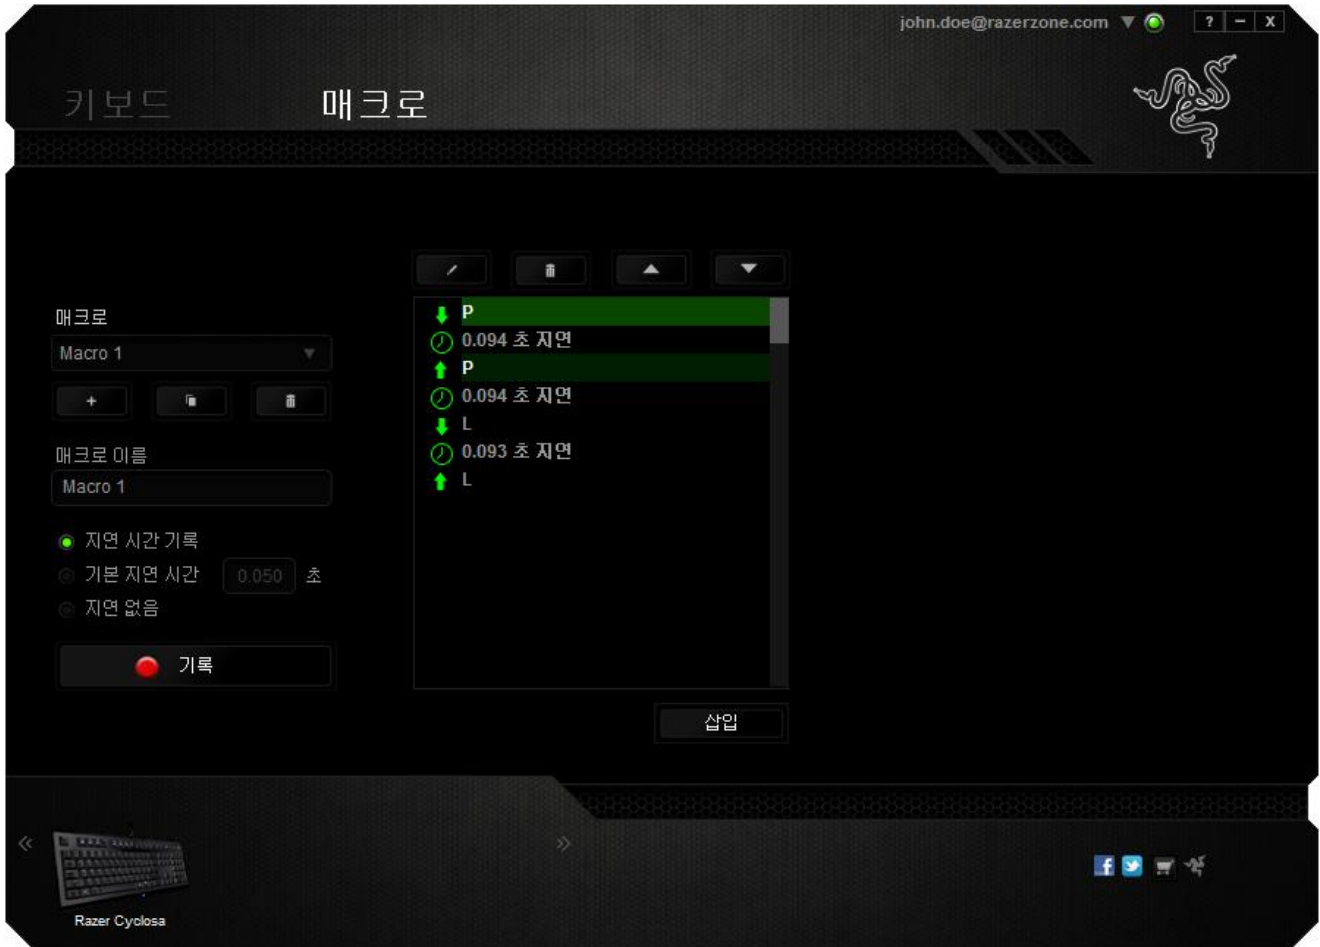 john.doe@razerzone.com ? - X
키보드 매크로
매크로
Macro 1
매크로 이름
Macro 1
지연 시간 기록
기본 지연 시간 0.050 초
지연 없음
기록
P
0.094 초 지연
P
0.094 초 지연
L
0.093 초 지연
L
삽입
Razer Cyclosa